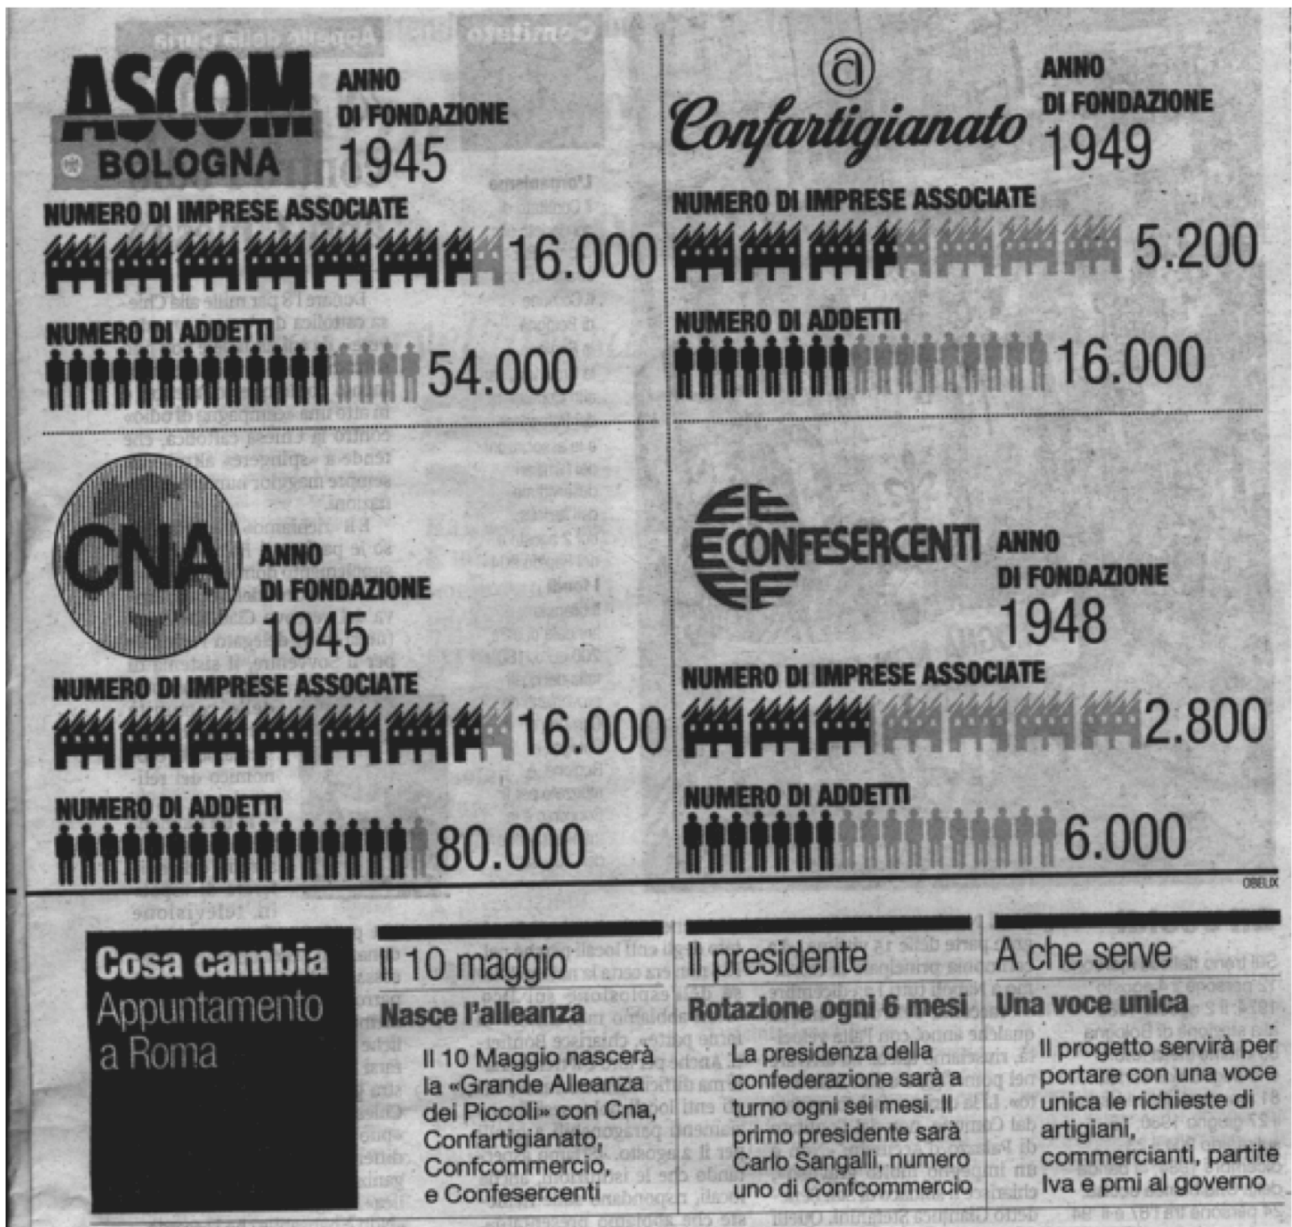 ASCOM
BOLOGNA
ANNO
DI FONDAZIONE
1945
NUMERO DI IMPRESE ASSOCIATE
16.000
NUMERO DI ADDETTI
54.000
Confartigianato
ANNO
DI FONDAZIONE
1949
NUMERO DI IMPRESE ASSOCIATE
5.200
NUMERO DI ADDETTI
16.000
CNA
ANNO
DI FONDAZIONE
1945
NUMERO DI IMPRESE ASSOCIATE
16.000
NUMERO DI ADDETTI
80.000
CONFESERCENTI
ANNO
DI FONDAZIONE
1948
NUMERO DI IMPRESE ASSOCIATE
2.800
NUMERO DI ADDETTI
6.000
OBELIX
Cosa cambia
Appuntamento
a Roma
Il 10 maggio
Nasce l'alleanza
Il 10 Maggio nascerà
la «Grande Alleanza
dei Piccoli» con Cna,
Confartigianato,
Confcommercio,
e Confesercenti
Il presidente
Rotazione ogni 6 mesi
La presidenza della
confederazione sarà a
turno ogni sei mesi. Il
primo presidente sarà
Carlo Sangalli, numero
uno di Confcommercio
A che serve
Una voce unica
Il progetto servirà per
portare con una voce
unica le richieste di
artigiani,
commercianti, partite
Iva e pmi al governo